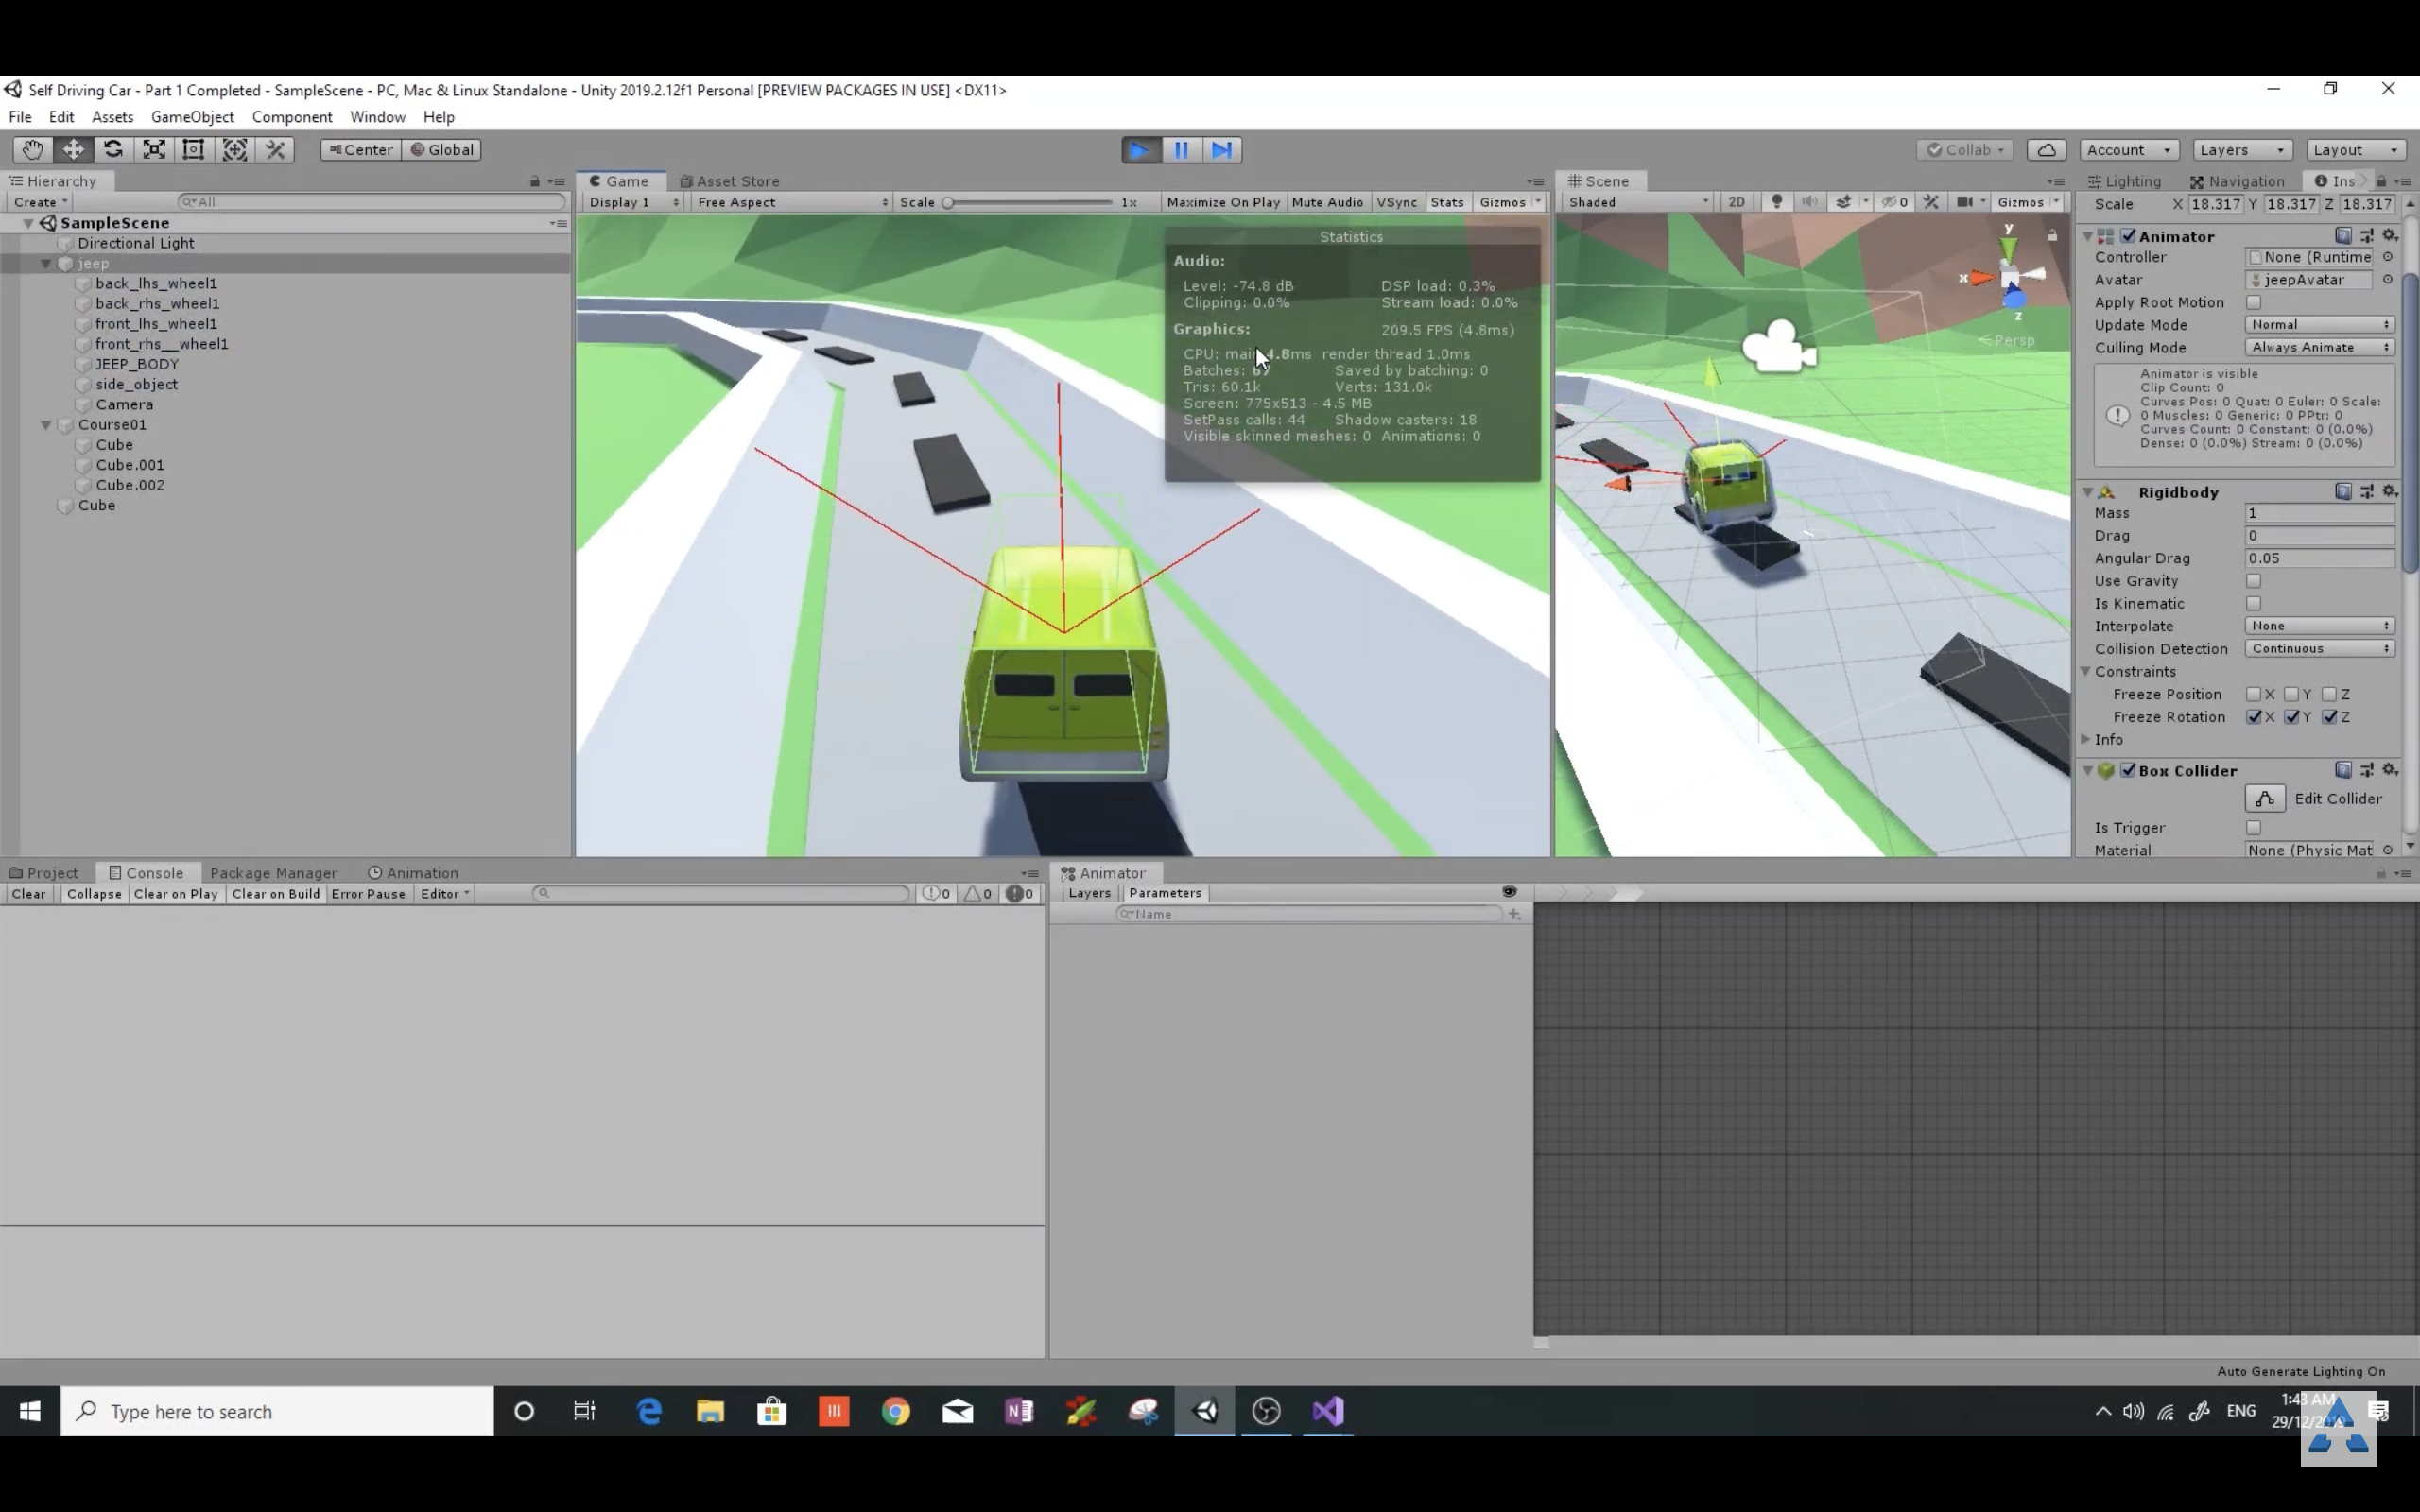 Self Driving Car - Part 1 Completed - SampleScene - PC, Mac & Linux Standalone - Unity 2019.2.12f1 Personal [PREVIEW PACKAGES IN USE] <DX11>
File Edit Assets GameObject Component Window Help
Center Global Collab Account Layers Layout
Hierarchy
Create All
SampleScene
Directional Light
jeep
back_lhs_wheel1
back_rhs_wheel1
front_lhs_wheel1
front_rhs__wheel1
JEEP_BODY
side_object
Camera
Course01
Cube
Cube.001
Cube.002
Cube
Game Asset Store
Display 1 Free Aspect Scale 1x Maximize On Play Mute Audio VSync Stats Gizmos
Statistics
Audio:
Level: -74.8 dB DSP load: 0.3%
Clipping: 0.0% Stream load: 0.0%
Graphics: 209.5 FPS (4.8ms)
CPU: main 4.8ms render thread 1.0ms
Batches: Saved by batching: 0
Tris: 60.1k Verts: 131.0k
Screen: 775x513 - 4.5 MB
SetPass calls: 44 Shadow casters: 18
Visible skinned meshes: 0 Animations: 0
Scene
Shaded 2D 0 Gizmos
y
x
z
Persp
Lighting Navigation Ins
Scale X 18.317 Y 18.317 Z 18.317
Animator
Controller None (Runtime
Avatar jeepAvatar
Apply Root Motion
Update Mode Normal
Culling Mode Always Animate
Animator is visible
Clip Count: 0
Curves Pos: 0 Quat: 0 Euler: 0 Scale:
0 Muscles: 0 Generic: 0 PPtr: 0
Curves Count: 0 Constant: 0 (0.0%)
Dense: 0 (0.0%) Stream: 0 (0.0%)
Rigidbody
Mass 1
Drag 0
Angular Drag 0.05
Use Gravity
Is Kinematic
Interpolate None
Collision Detection Continuous
Constraints
Freeze Position X Y Z
Freeze Rotation X Y Z
Info
Box Collider
Edit Collider
Is Trigger
Material None (Physic Mat
Project Console Package Manager Animation
Clear Collapse Clear on Play Clear on Build Error Pause Editor 0 0 0
Animator
Layers Parameters
Name
Auto Generate Lighting On
Type here to search
ENG
1:43 AM